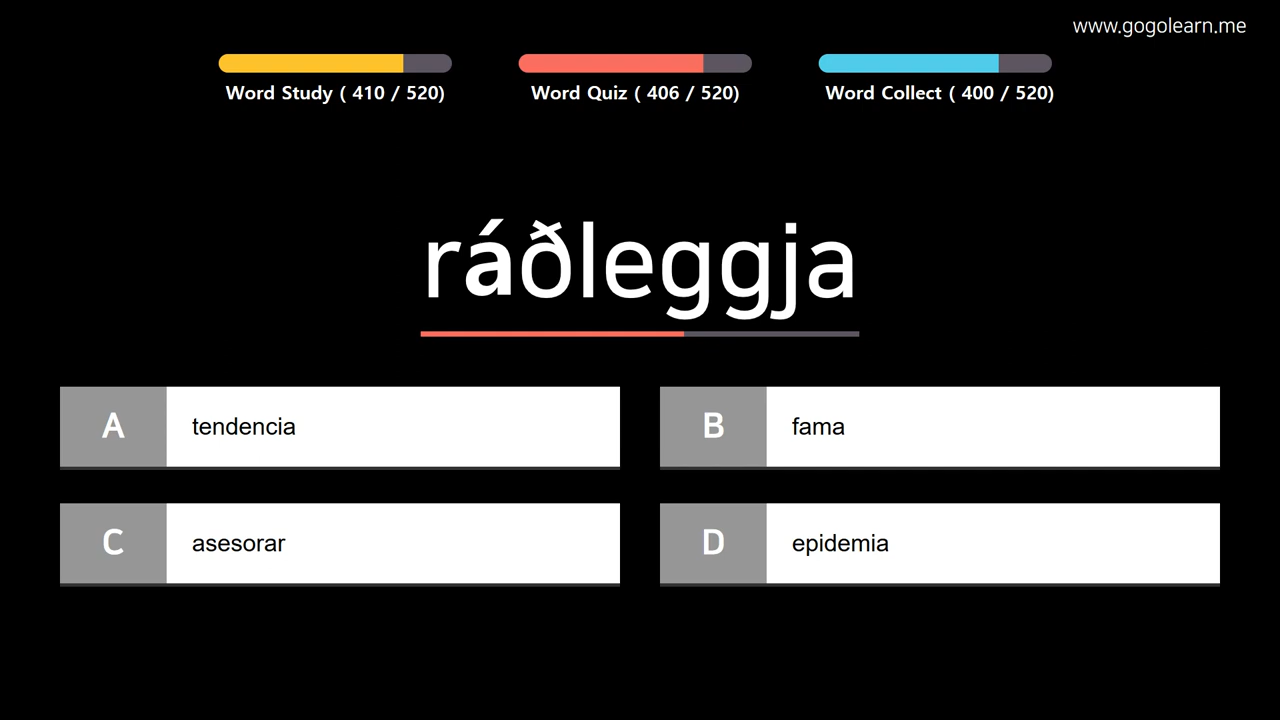 www.gogolearn.me
Word Study ( 410 / 520)
Word Quiz ( 406 / 520)
Word Collect ( 400 / 520)
ráðleggja
A tendencia
B fama
C asesorar
D epidemia